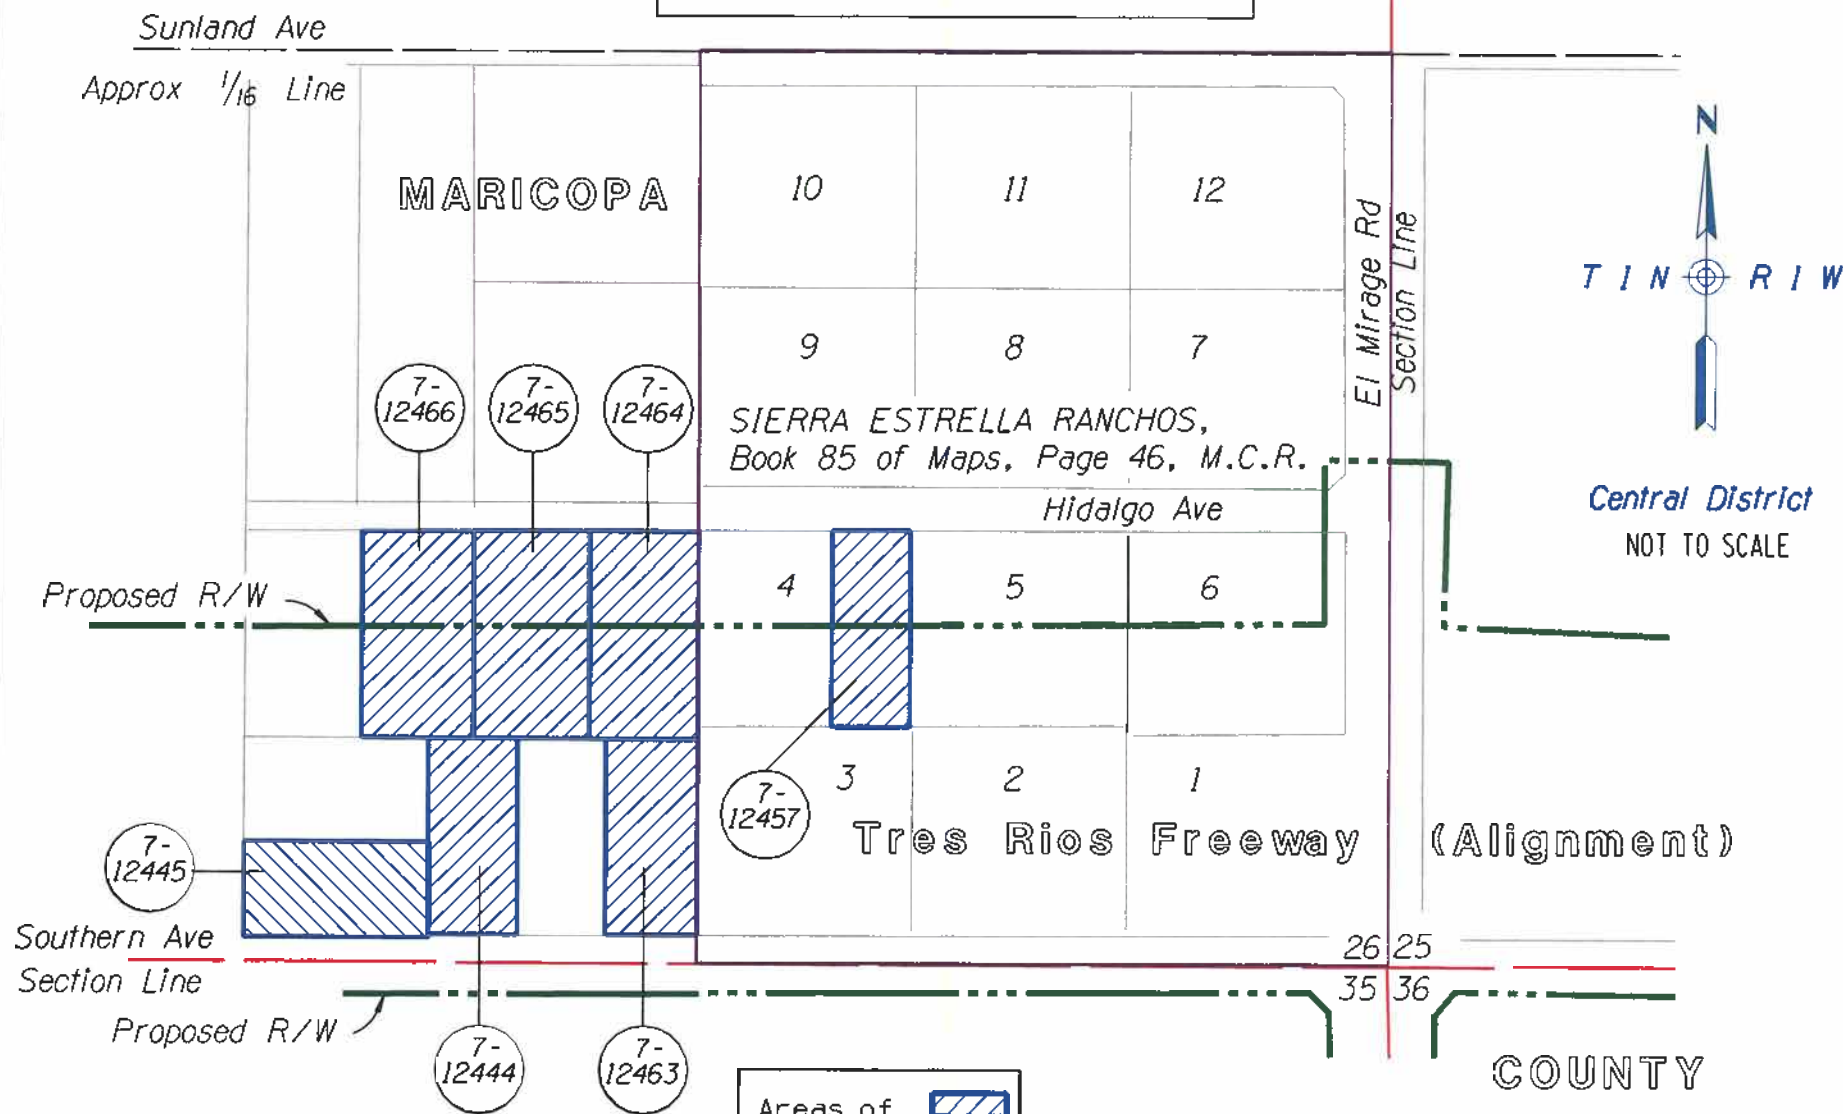 Sunland Ave
Approx 1/16 Line
MARICOPA
10
11
12
9
8
7
El Mirage Rd
Section Line
N
T 1 N R 1 W
Central District
NOT TO SCALE
7-
12466
7-
12465
7-
12464
SIERRA ESTRELLA RANCHOS,
Book 85 of Maps, Page 46, M.C.R.
Hidalgo Ave
Proposed R/W
4
5
6
7-
12457
3
2
1
Tres Rios Freeway (Alignment)
7-
12445
Southern Ave
Section Line
26 25
35 36
Proposed R/W
7-
12444
7-
12463
COUNTY
Areas of